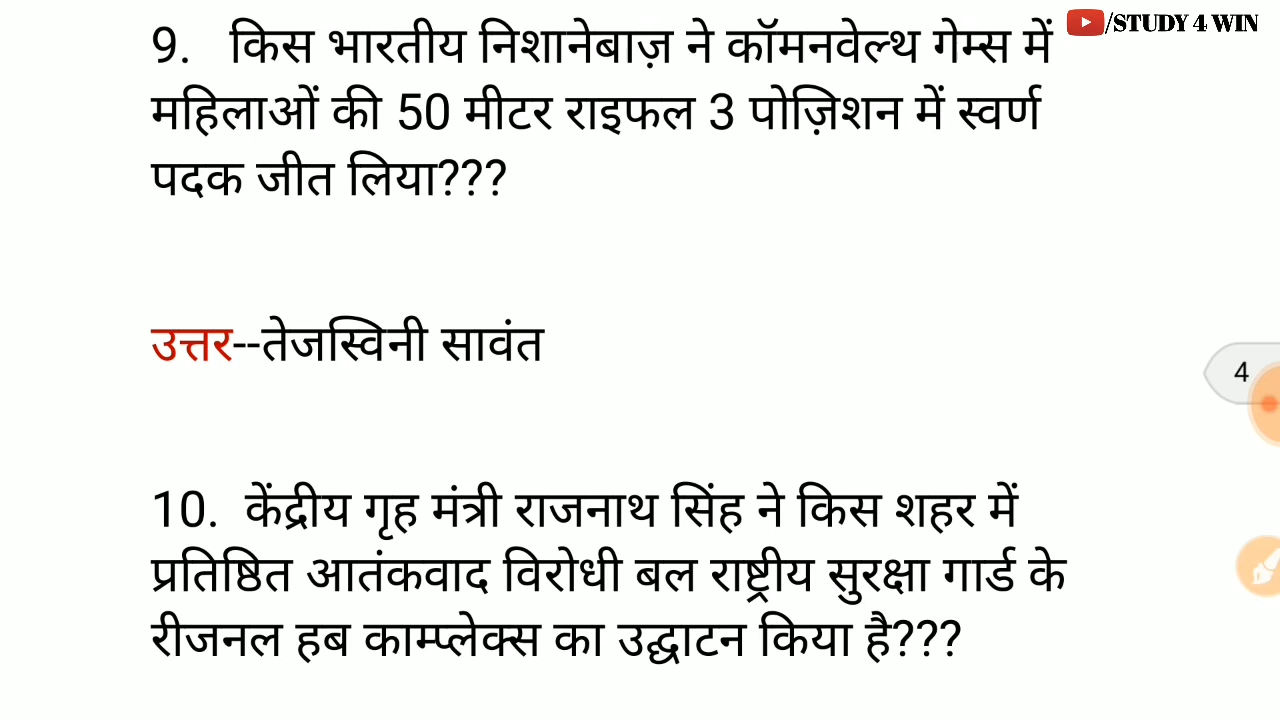 /STUDY 4 WIN
9. किस भारतीय निशानेबाज़ ने कॉमनवेल्थ गेम्स में
महिलाओं की 50 मीटर राइफल 3 पोज़िशन में स्वर्ण
पदक जीत लिया???
उत्तर--तेजस्विनी सावंत
4
10. केंद्रीय गृह मंत्री राजनाथ सिंह ने किस शहर में
प्रतिष्ठित आतंकवाद विरोधी बल राष्ट्रीय सुरक्षा गार्ड के
रीजनल हब काम्प्लेक्स का उद्घाटन किया है???